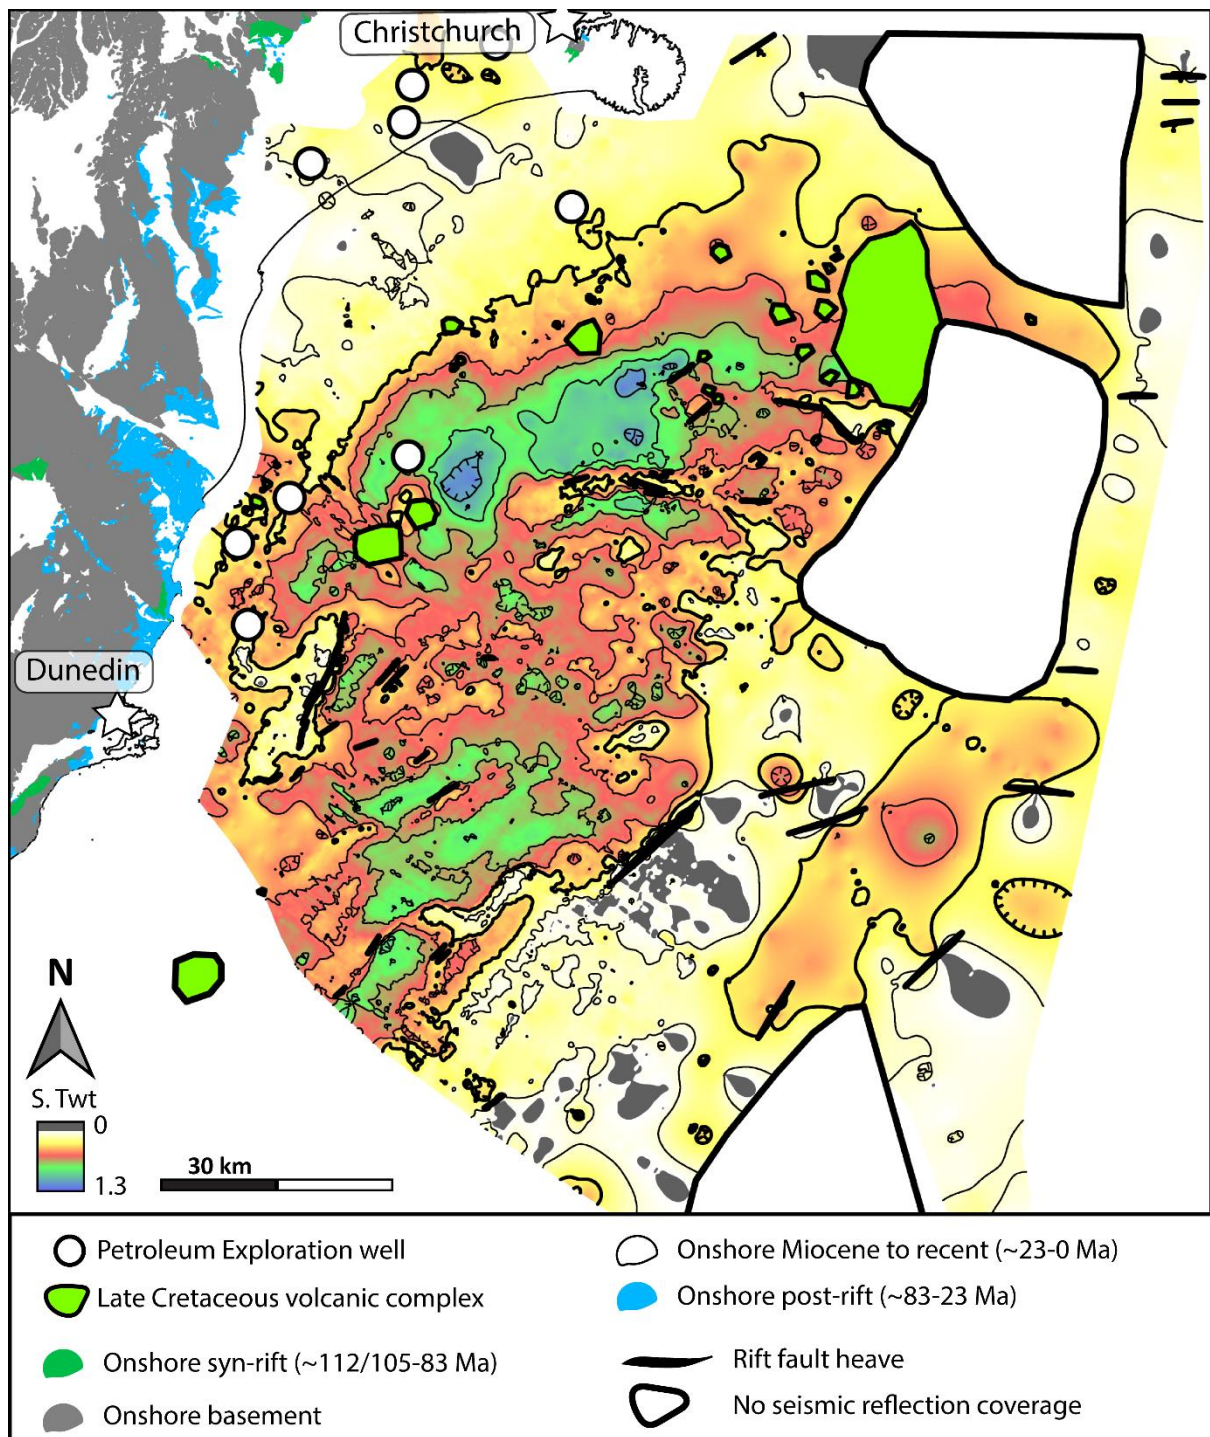 Christchurch
Dunedin
N
S. Twt
0
1.3
30 km
Petroleum Exploration well
Late Cretaceous volcanic complex
Onshore syn-rift (~112/105-83 Ma)
Onshore basement
Onshore Miocene to recent (~23-0 Ma)
Onshore post-rift (~83-23 Ma)
Rift fault heave
No seismic reflection coverage